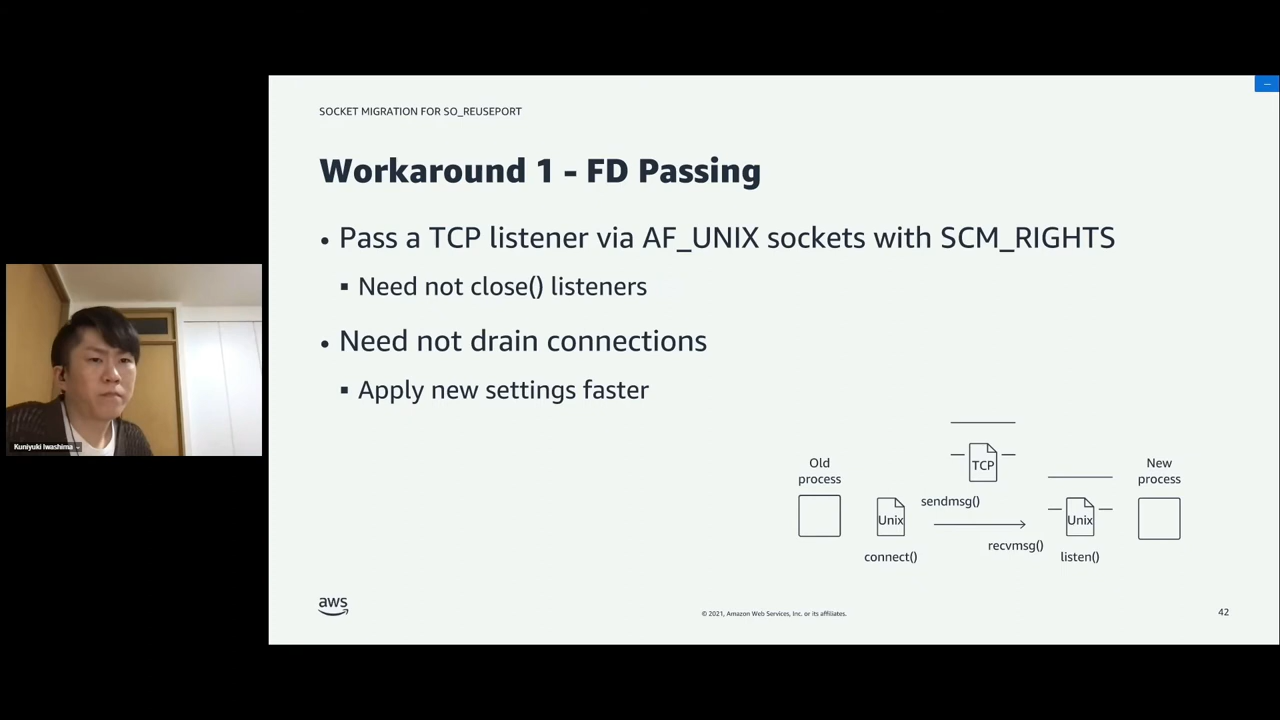 SOCKET MIGRATION FOR SO_REUSEPORT
Workaround 1 - FD Passing
• Pass a TCP listener via AF_UNIX sockets with SCM_RIGHTS
▪ Need not close() listeners
• Need not drain connections
▪ Apply new settings faster
Old
process
Unix
connect()
TCP
sendmsg()
recvmsg()
Unix
listen()
New
process
Kuniyuki Iwashima
aws
© 2021, Amazon Web Services, Inc. or its affiliates.
42